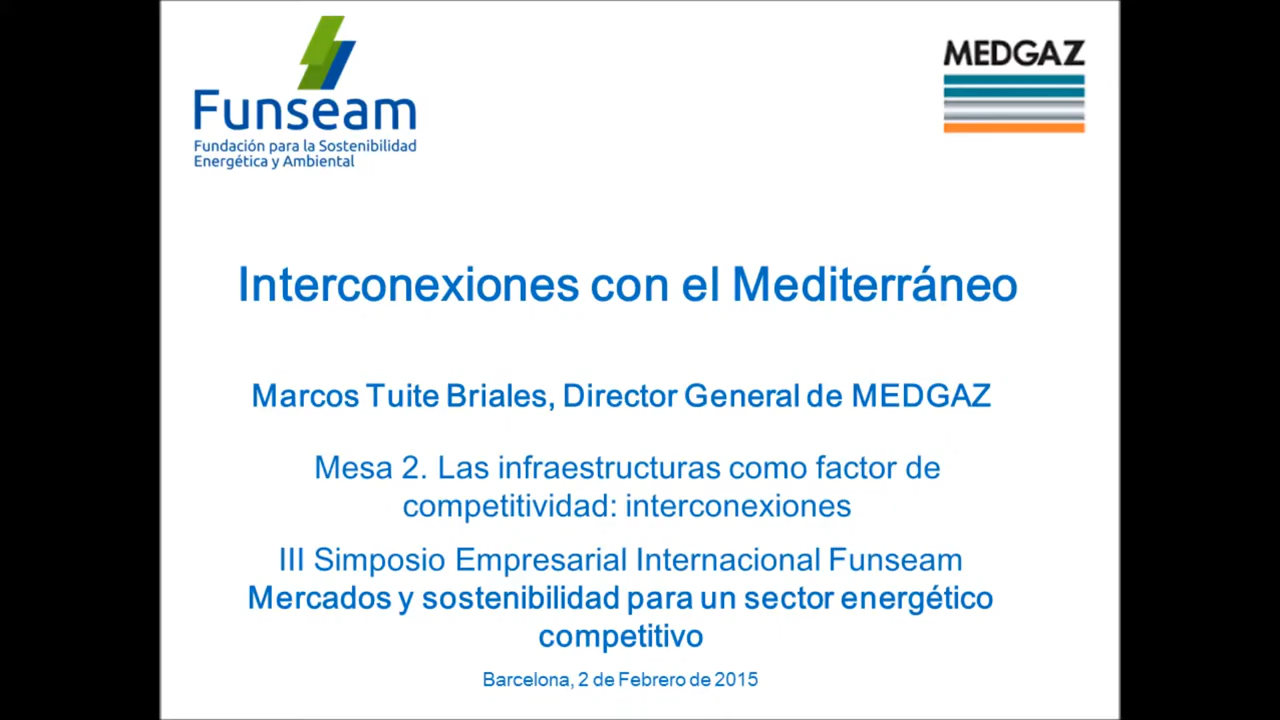 Funseam
Fundación para la Sostenibilidad
Energética y Ambiental
MEDGAZ
Interconexiones con el Mediterráneo
Marcos Tuite Briales, Director General de MEDGAZ
Mesa 2. Las infraestructuras como factor de
competitividad: interconexiones
III Simposio Empresarial Internacional Funseam
Mercados y sostenibilidad para un sector energético
competitivo
Barcelona, 2 de Febrero de 2015